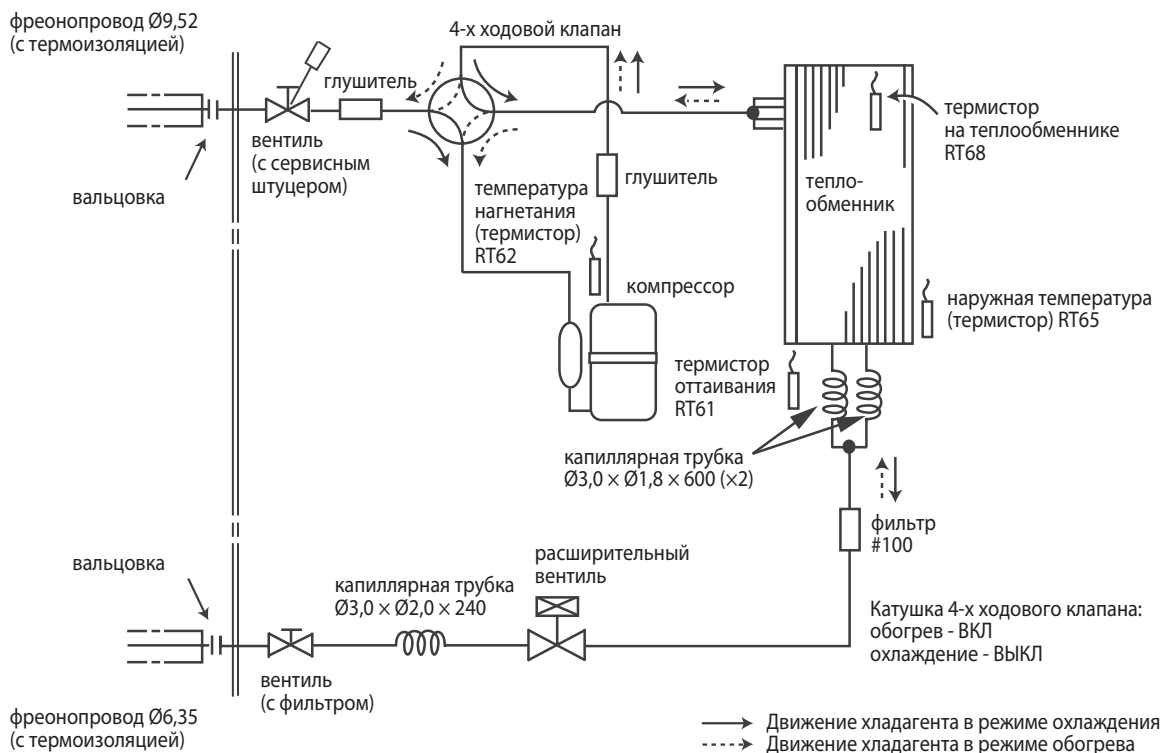 фреонопровод Ø9,52
(с термоизоляцией)
4-х ходовой клапан
глушитель
вентиль
(с сервисным
штуцером)
вальцовка
термистор
на теплообменнике
RT68
тепло-
обменник
глушитель
температура
нагнетания
(термистор)
RT62
компрессор
наружная температура
(термистор) RT65
термистор
оттаивания
RT61
капиллярная трубка
Ø3,0 × Ø1,8 × 600 (×2)
фильтр
#100
вальцовка
расширительный
вентиль
капиллярная трубка
Ø3,0 × Ø2,0 × 240
Катушка 4-х ходового клапана:
обогрев - ВКЛ
охлаждение - ВЫКЛ
вентиль
(с фильтром)
фреонопровод Ø6,35
(с термоизоляцией)
Движение хладагента в режиме охлаждения
Движение хладагента в режиме обогрева